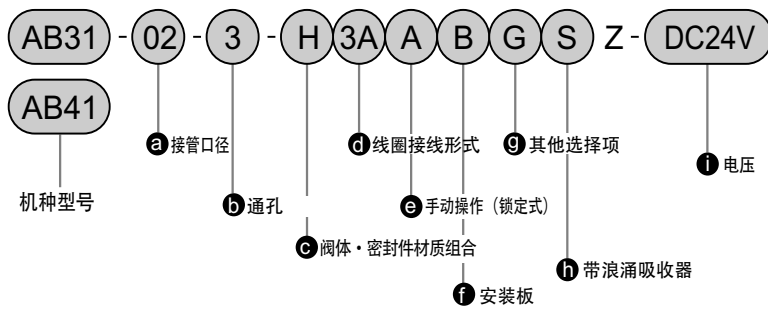 AB31 - 02 - 3 - H 3A A B G S Z - DC24V
AB41
a 接管口径
d 线圈接线形式
g 其他选择项
i 电压
机种型号
b 通孔
e 手动操作（锁定式）
c 阀体・密封件材质组合
h 带浪涌吸收器
f 安装板